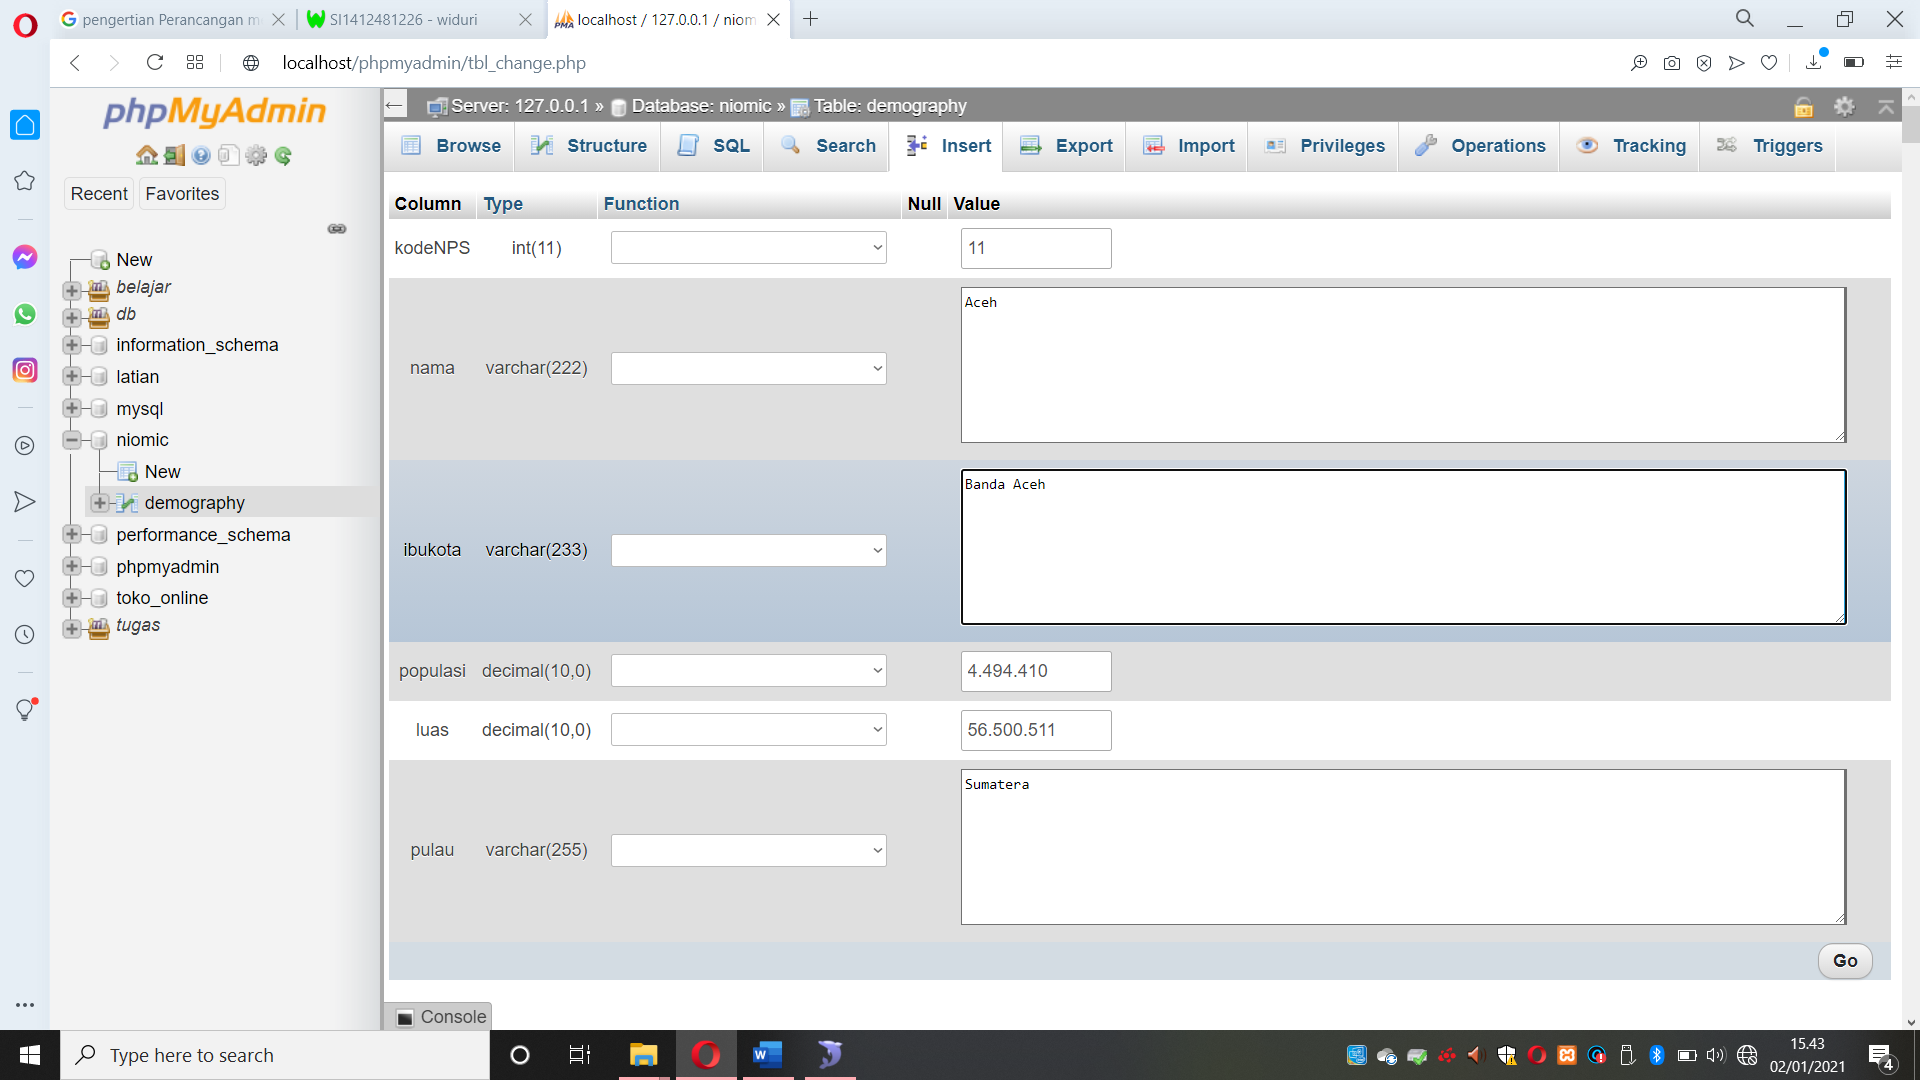 pengertian Perancangan m
SI1412481226 - widuri
localhost / 127.0.0.1 / niom
localhost/phpmyadmin/tbl_change.php
phpMyAdmin
Recent
Favorites
New
belajar
db
information_schema
latian
mysql
niomic
New
demography
performance_schema
phpmyadmin
toko_online
tugas
Server: 127.0.0.1 » Database: niomic » Table: demography
Browse
Structure
SQL
Search
Insert
Export
Import
Privileges
Operations
Tracking
Triggers
Column Type Function Null Value
kodeNPS int(11) 11
nama varchar(222) Aceh
ibukota varchar(233) Banda Aceh
populasi decimal(10,0) 4.494.410
luas decimal(10,0) 56.500.511
pulau varchar(255) Sumatera
Go
Console
Type here to search
15.43
02/01/2021
4